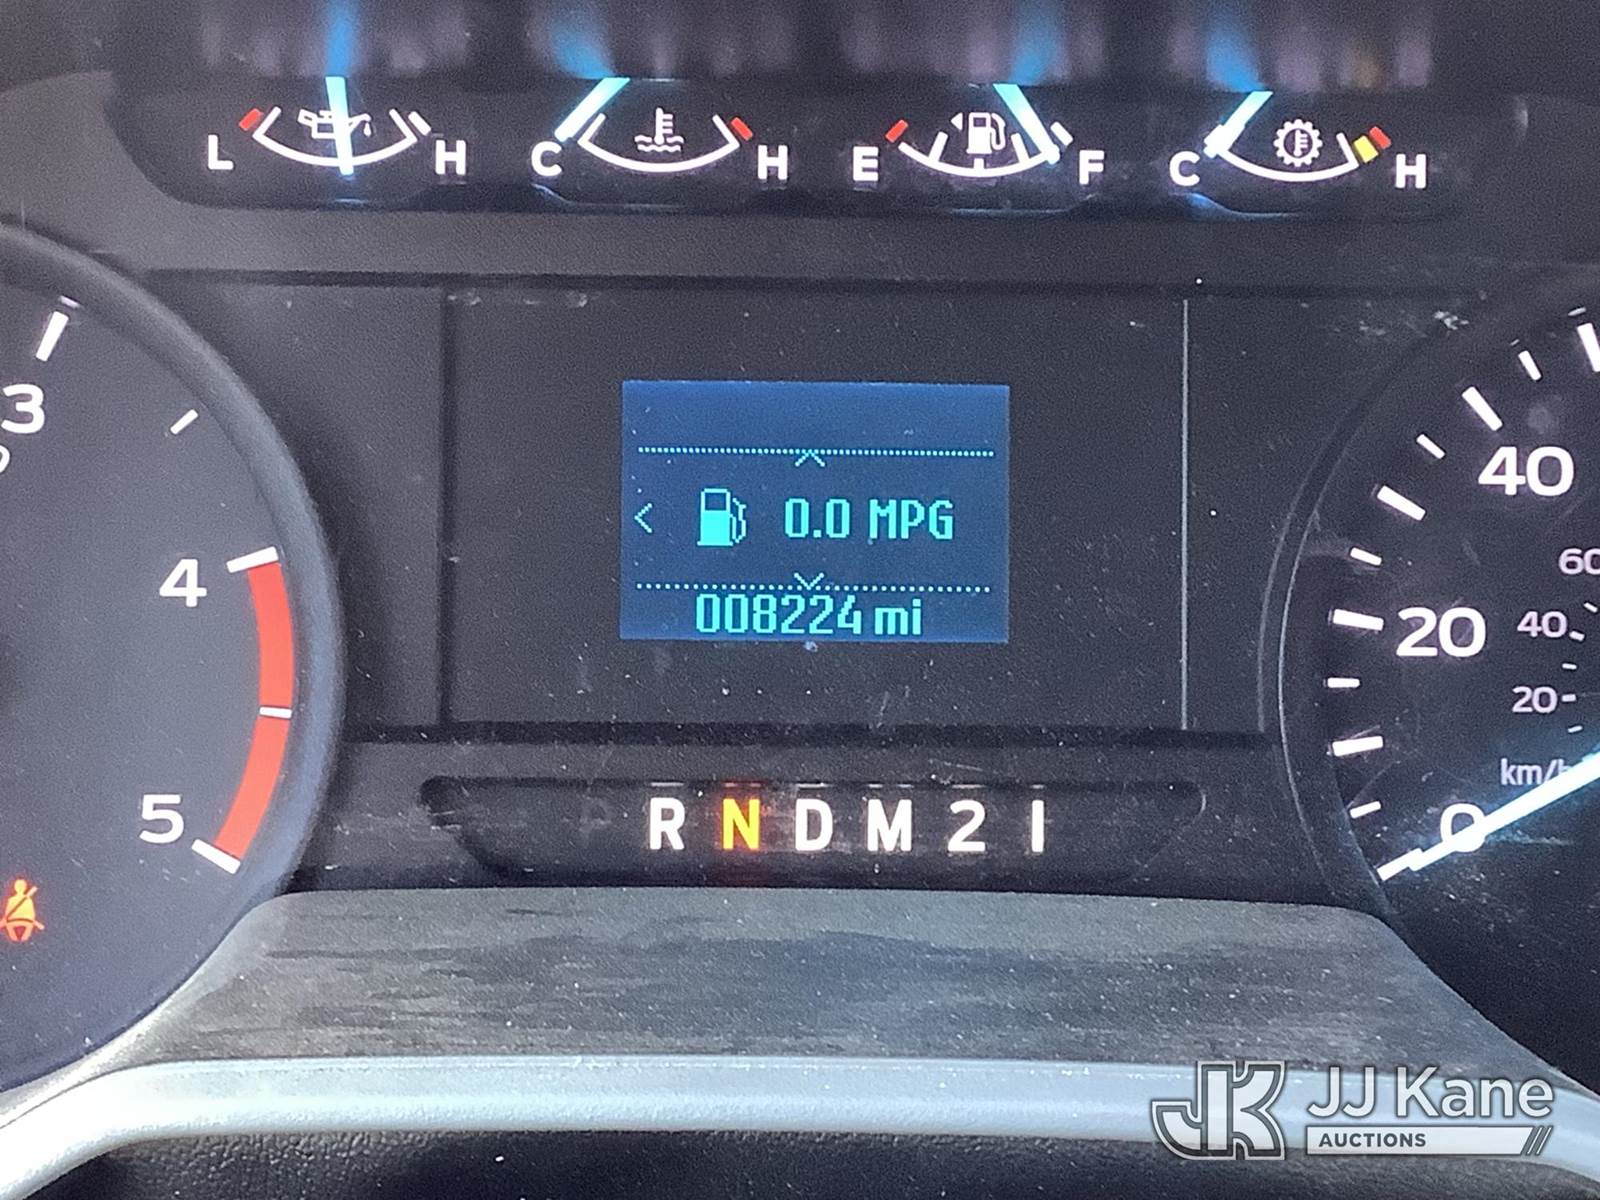 L H C H E F C H
3
4
5
0.0 MPG
008224 mi
R N D M 2 1
40
20
0
60
40
20
km/h
JJ Kane
AUCTIONS